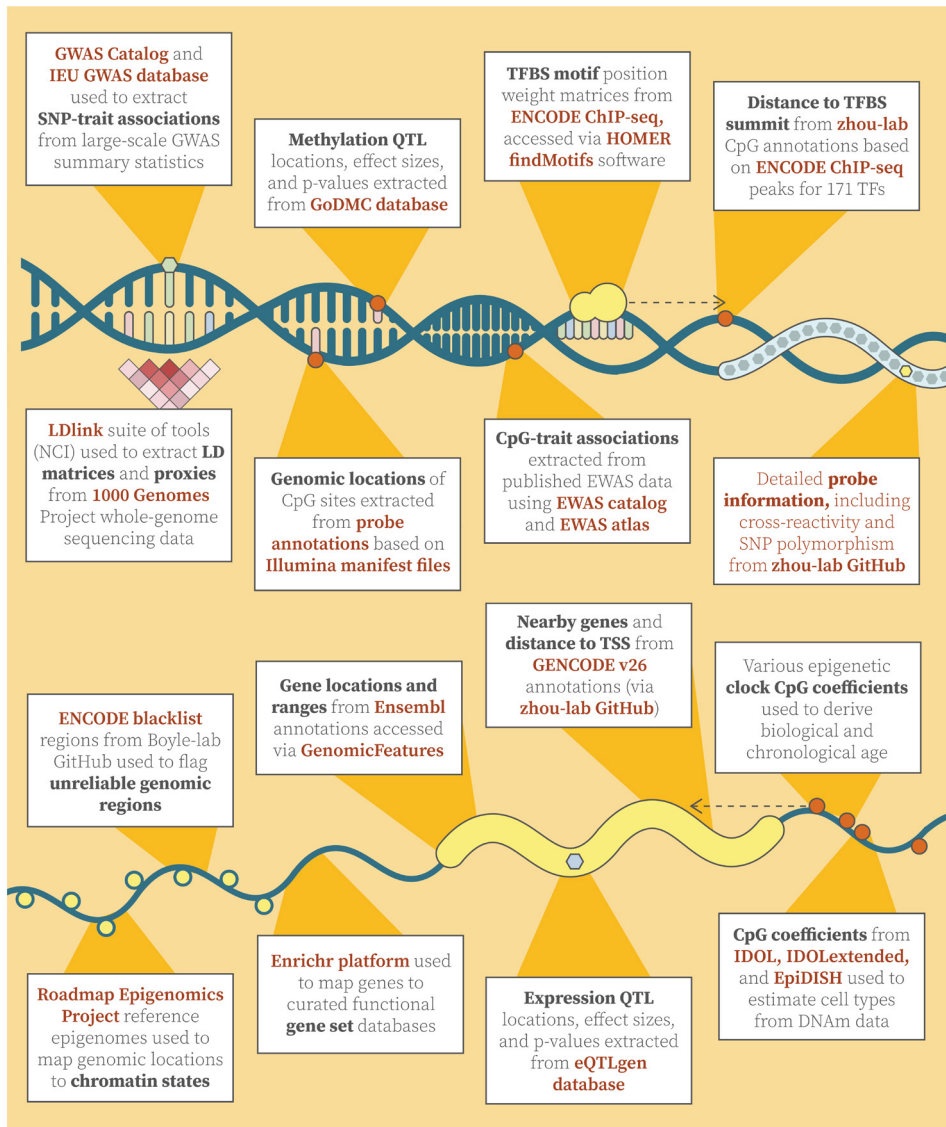 GWAS Catalog and
IEU GWAS database
used to extract
SNP-trait associations
from large-scale GWAS
summary statistics
Methylation QTL
locations, effect sizes,
and p-values extracted
from GoDMC database
TFBS motif position
weight matrices from
ENCODE ChIP-seq,
accessed via HOMER
findMotifs software
Distance to TFBS
summit from zhou-lab
CpG annotations based
on ENCODE ChIP-seq
peaks for 171 TFs
LDlink suite of tools
(NCI) used to extract LD
matrices and proxies
from 1000 Genomes
Project whole-genome
sequencing data
Genomic locations of
CpG sites extracted
from probe
annotations based on
Illumina manifest files
CpG-trait associations
extracted from
published EWAS data
using EWAS catalog
and EWAS atlas
Detailed probe
information, including
cross-reactivity and
SNP polymorphism
from zhou-lab GitHub
ENCODE blacklist
regions from Boyle-lab
GitHub used to flag
unreliable genomic
regions
Gene locations and
ranges from Ensembl
annotations accessed
via GenomicFeatures
Nearby genes and
distance to TSS from
GENCODE v26
annotations (via
zhou-lab GitHub)
Various epigenetic
clock CpG coefficients
used to derive
biological and
chronological age
Roadmap Epigenomics
Project reference
epigenomes used to
map genomic locations
to chromatin states
Enrichr platform used
to map genes to
curated functional
gene set databases
Expression QTL
locations, effect sizes,
and p-values extracted
from eQTLgen
database
CpG coefficients from
IDOL, IDOLextended,
and EpiDISH used to
estimate cell types
from DNAm data